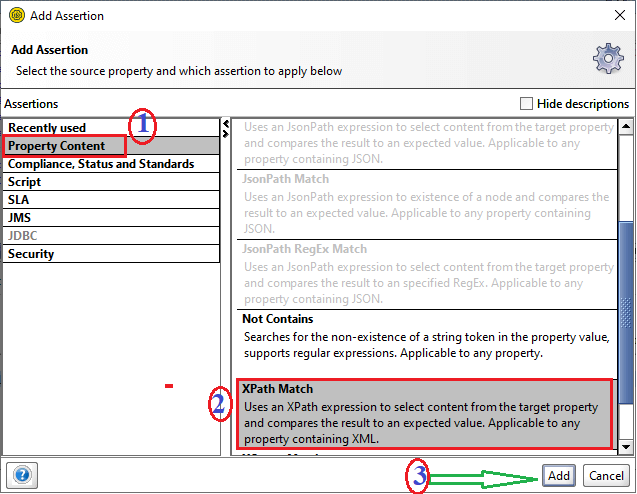 Add Assertion
Add Assertion
Select the source property and which assertion to apply below
Assertions
Hide descriptions
Recently used
1
Property Content
Compliance, Status and Standards
Script
SLA
JMS
JDBC
Security
Uses an JsonPath expression to select content from the target property
and compares the result to an expected value. Applicable to any
property containing JSON.
JsonPath Match
Uses an JsonPath expression to existence of a node and compares the
result to an expected value. Applicable to any property containing
JSON.
JsonPath RegEx Match
Uses an JsonPath expression to select content from the target property
and compares the result to an specified RegEx. Applicable to any
property containing JSON.
Not Contains
Searches for the non-existence of a string token in the property value,
supports regular expressions. Applicable to any property.
2
XPath Match
Uses an XPath expression to select content from the target property
and compares the result to an expected value. Applicable to any
property containing XML.
?
3
Add
Cancel